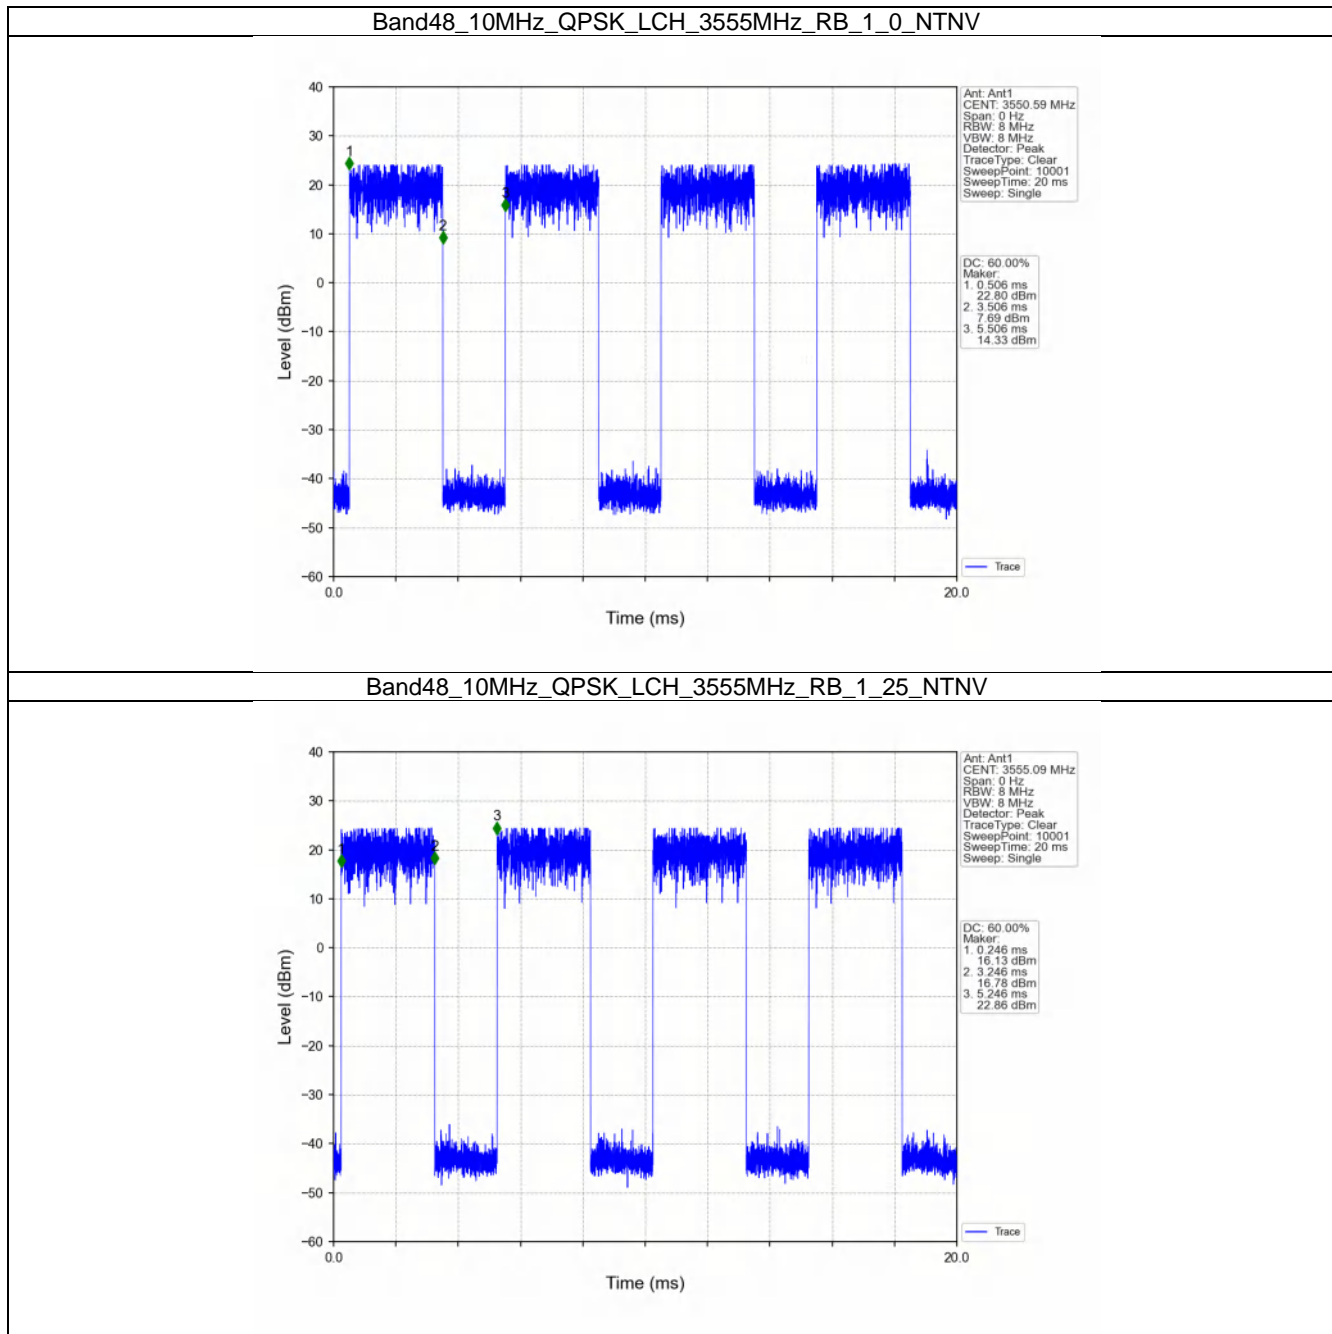 Band48_10MHz_QPSK_LCH_3555MHz_RB_1_0_NTNV
40
30
20
10
0
−10
−20
−30
−40
−50
−60
Level (dBm)
1
2
3
0.0
20.0
Time (ms)
Ant: Ant1
CENT: 3550.59 MHz
Span: 0 Hz
RBW: 8 MHz
VBW: 8 MHz
Detector: Peak
TraceType: Clear
SweepPoint: 10001
SweepTime: 20 ms
Sweep: Single
DC: 60.00%
Maker:
1. 0.506 ms
22.80 dBm
2. 3.506 ms
7.69 dBm
3. 5.506 ms
14.33 dBm
Trace
Band48_10MHz_QPSK_LCH_3555MHz_RB_1_25_NTNV
40
30
20
10
0
−10
−20
−30
−40
−50
−60
Level (dBm)
1
2
3
0.0
20.0
Time (ms)
Ant: Ant1
CENT: 3555.09 MHz
Span: 0 Hz
RBW: 8 MHz
VBW: 8 MHz
Detector: Peak
TraceType: Clear
SweepPoint: 10001
SweepTime: 20 ms
Sweep: Single
DC: 60.00%
Maker:
1. 0.246 ms
16.13 dBm
2. 3.246 ms
16.78 dBm
3. 5.246 ms
22.86 dBm
Trace